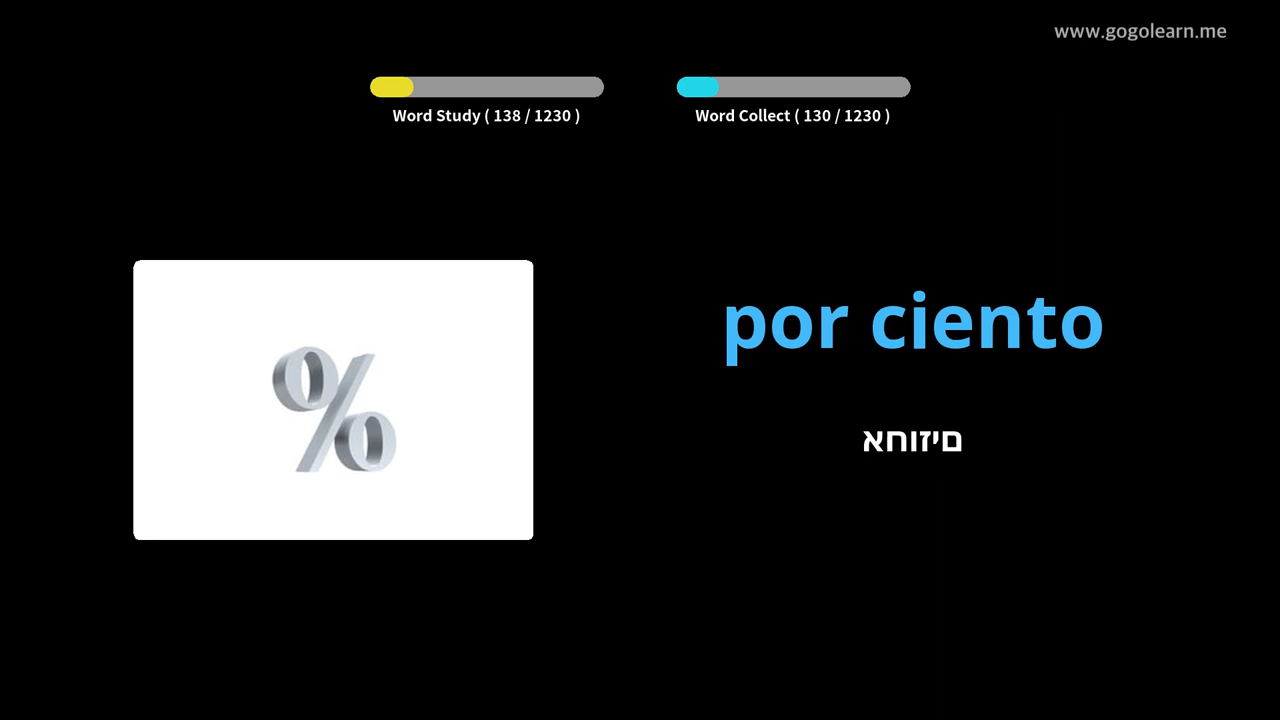 www.gogolearn.me
Word Study ( 138 / 1230 )
Word Collect ( 130 / 1230 )
%
por ciento
םיזוחא